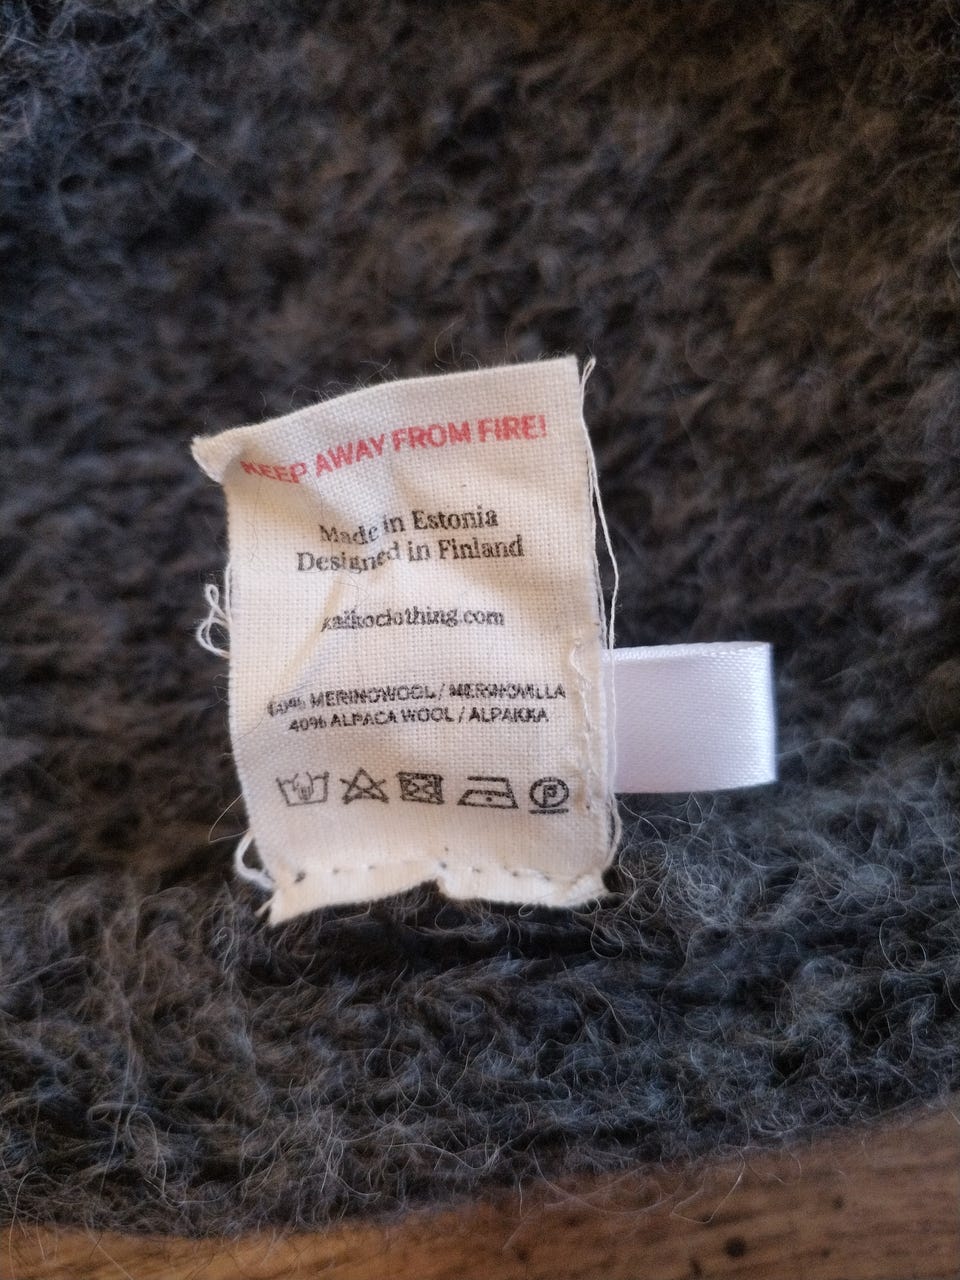 KEEP AWAY FROM FIRE!
Made in Estonia
Designed in Finland
kaikoclothing.com
60% MERINOWOOL / MERINOVILLA
40% ALPACA WOOL / ALPAKKA
P